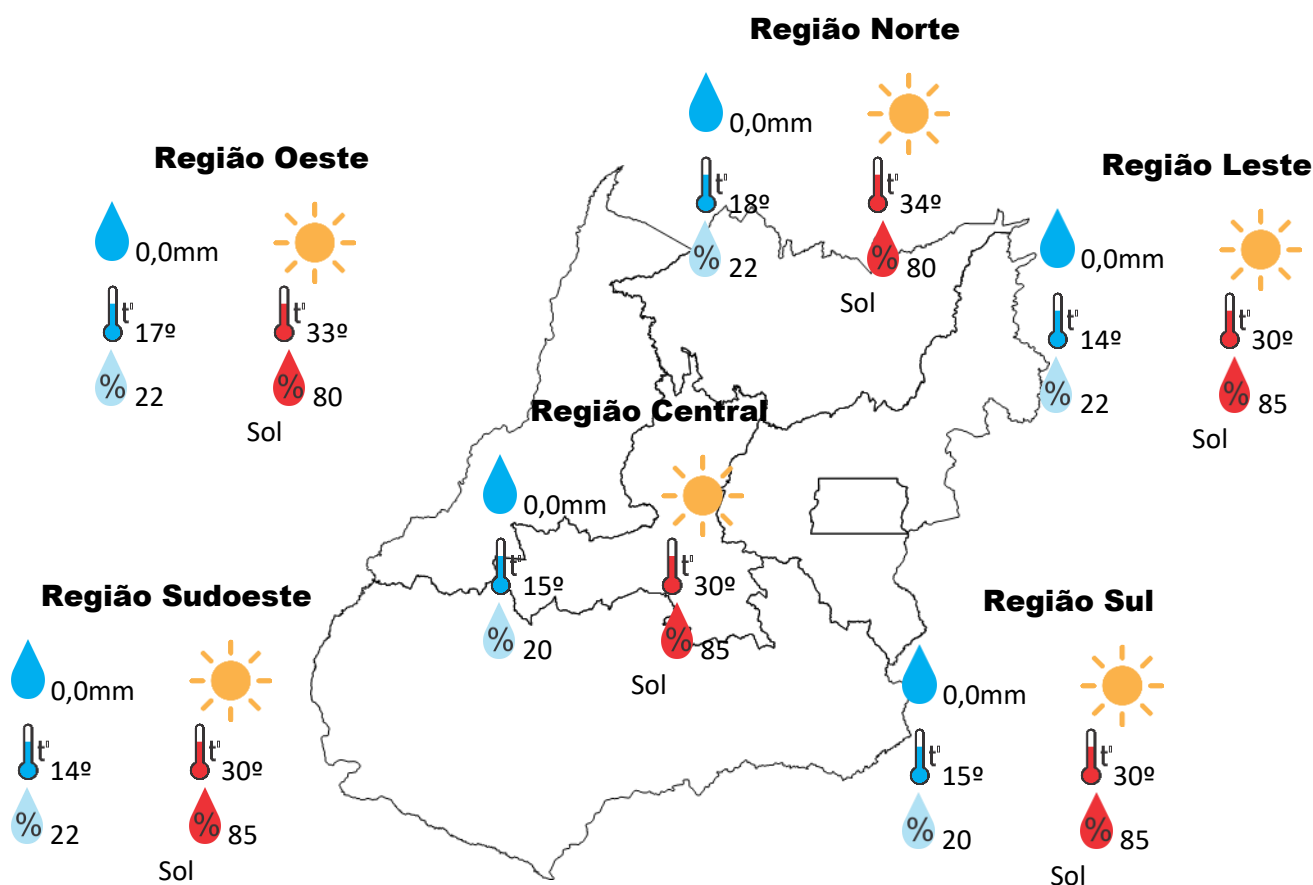 Região Norte
0,0mm
t°
18º
t°
34º
%
22
%
80
Sol
Região Oeste
0,0mm
t°
17º
t°
33º
%
22
%
80
Sol
Região Leste
0,0mm
t°
14º
t°
30º
%
22
%
85
Sol
Região Central
0,0mm
t°
15º
t°
30º
%
20
%
85
Sol
Região Sudoeste
0,0mm
t°
14º
t°
30º
%
22
%
85
Sol
Região Sul
0,0mm
t°
15º
t°
30º
%
20
%
85
Sol